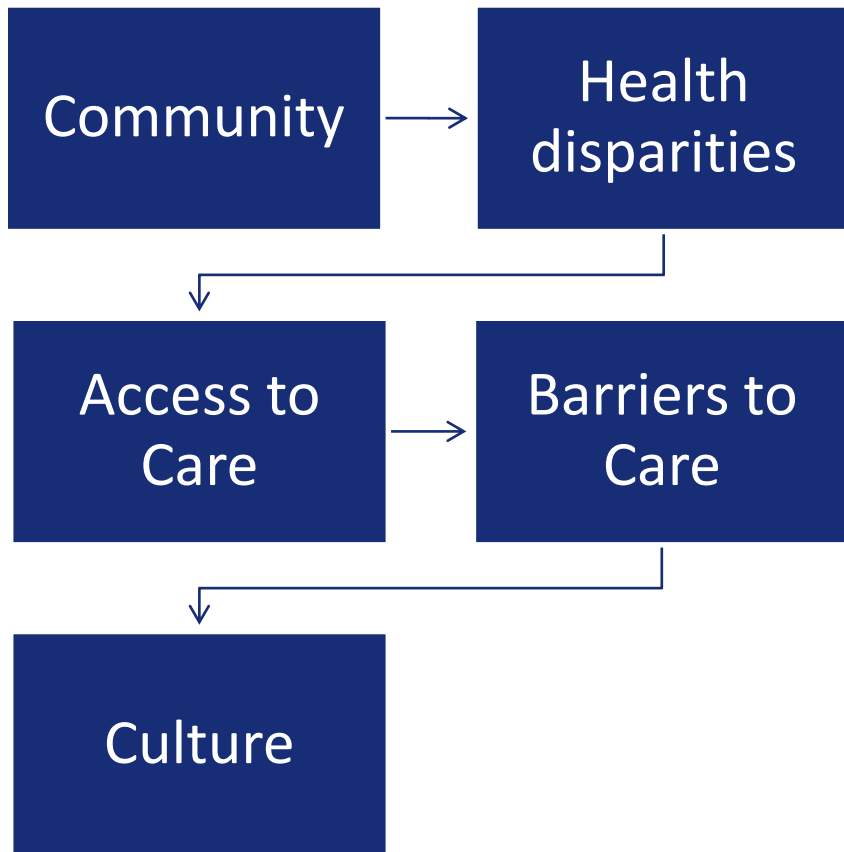 Community
Health
disparities
Access to
Care
Barriers to
Care
Culture